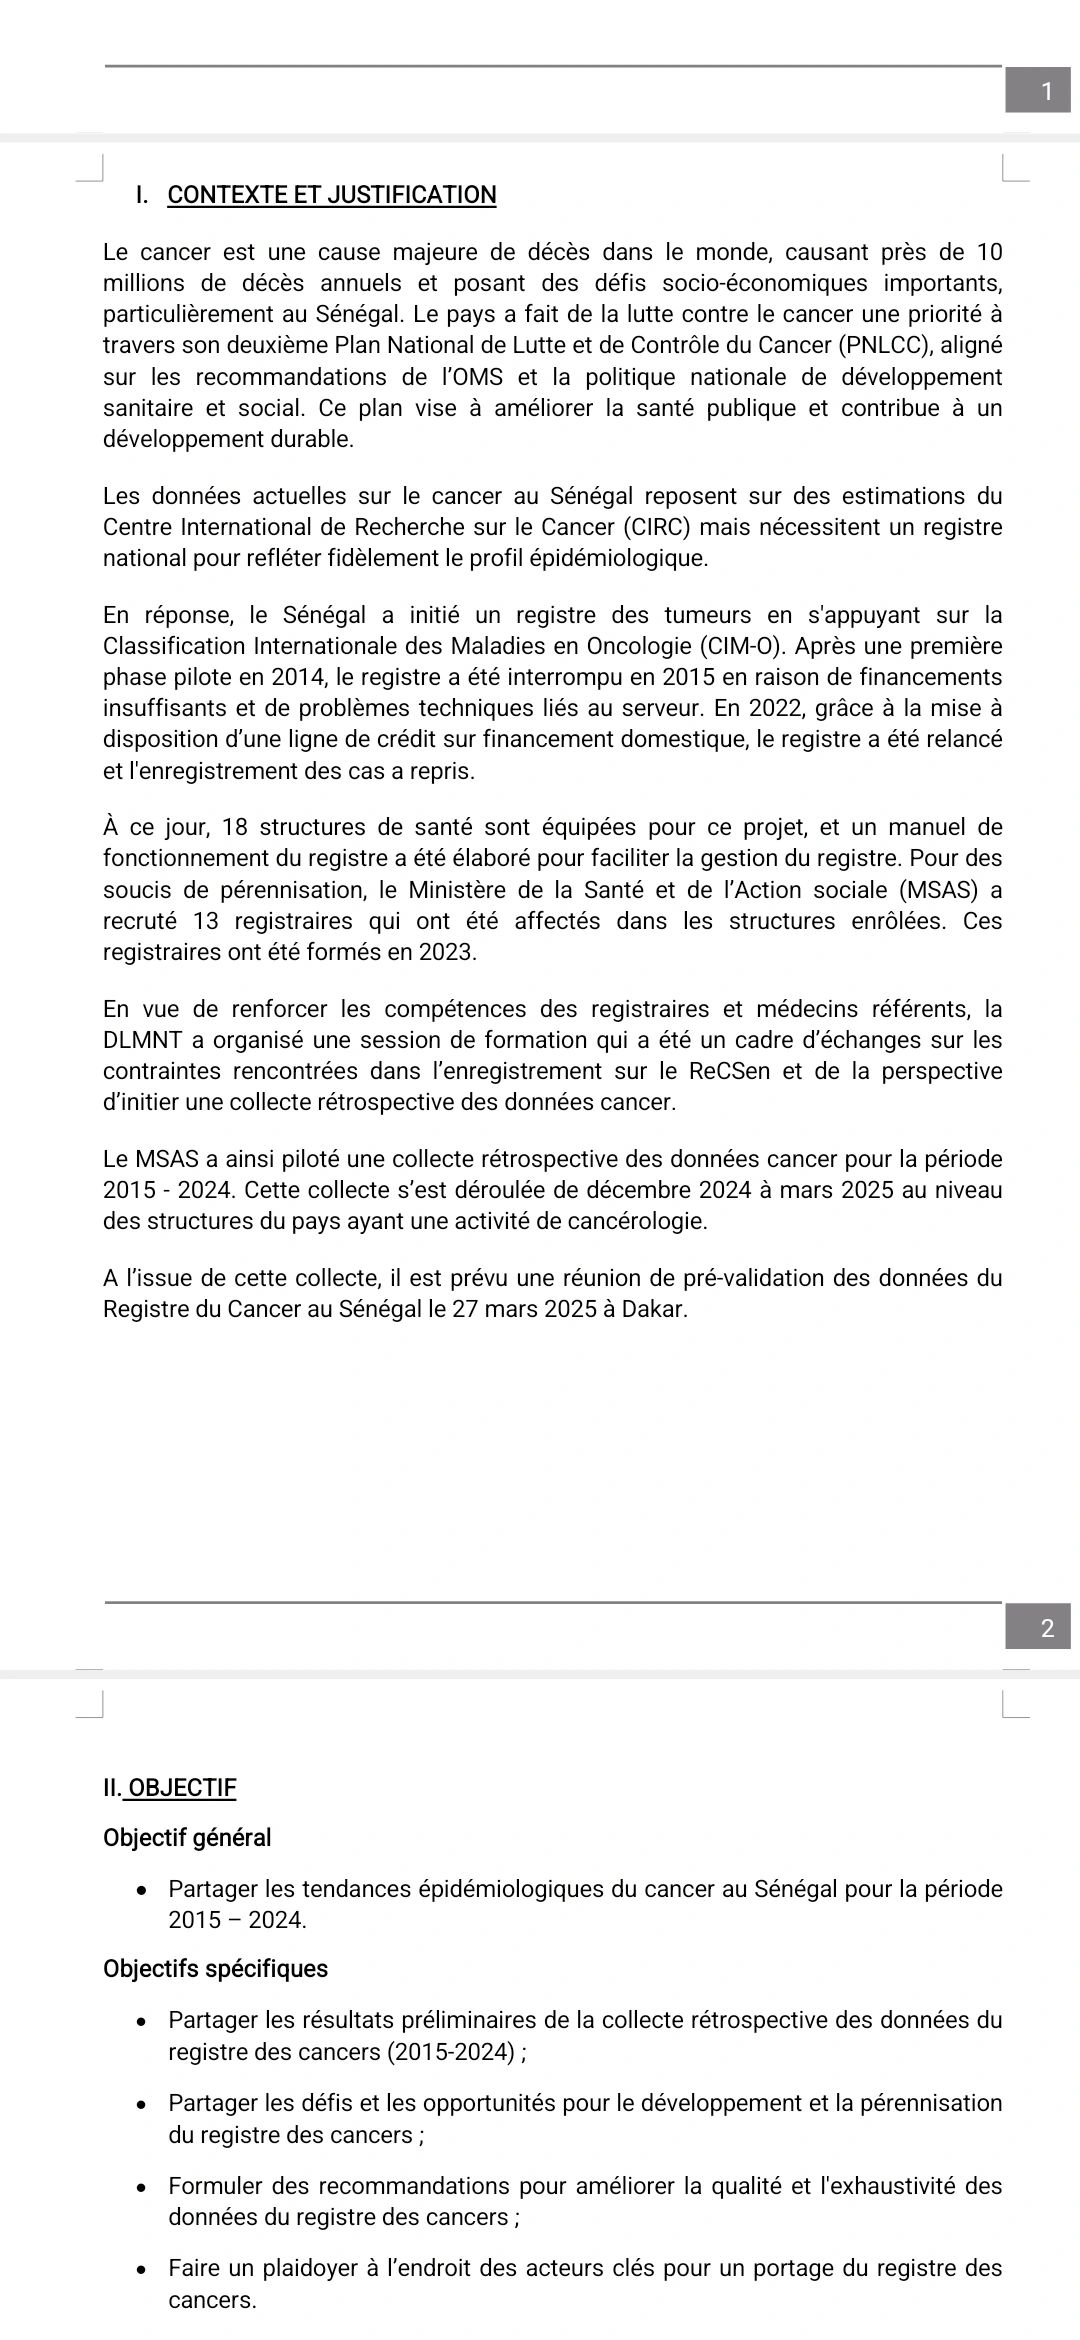 1
I. CONTEXTE ET JUSTIFICATION
Le cancer est une cause majeure de décès dans le monde, causant près de 10
millions de décès annuels et posant des défis socio-économiques importants,
particulièrement au Sénégal. Le pays a fait de la lutte contre le cancer une priorité à
travers son deuxième Plan National de Lutte et de Contrôle du Cancer (PNLCC), aligné
sur les recommandations de l’OMS et la politique nationale de développement
sanitaire et social. Ce plan vise à améliorer la santé publique et contribue à un
développement durable.
Les données actuelles sur le cancer au Sénégal reposent sur des estimations du
Centre International de Recherche sur le Cancer (CIRC) mais nécessitent un registre
national pour refléter fidèlement le profil épidémiologique.
En réponse, le Sénégal a initié un registre des tumeurs en s'appuyant sur la
Classification Internationale des Maladies en Oncologie (CIM-O). Après une première
phase pilote en 2014, le registre a été interrompu en 2015 en raison de financements
insuffisants et de problèmes techniques liés au serveur. En 2022, grâce à la mise à
disposition d’une ligne de crédit sur financement domestique, le registre a été relancé
et l'enregistrement des cas a repris.
À ce jour, 18 structures de santé sont équipées pour ce projet, et un manuel de
fonctionnement du registre a été élaboré pour faciliter la gestion du registre. Pour des
soucis de pérennisation, le Ministère de la Santé et de l’Action sociale (MSAS) a
recruté 13 registraires qui ont été affectés dans les structures enrôlées. Ces
registraires ont été formés en 2023.
En vue de renforcer les compétences des registraires et médecins référents, la
DLMNT a organisé une session de formation qui a été un cadre d’échanges sur les
contraintes rencontrées dans l’enregistrement sur le ReCSen et de la perspective
d’initier une collecte rétrospective des données cancer.
Le MSAS a ainsi piloté une collecte rétrospective des données cancer pour la période
2015 - 2024. Cette collecte s’est déroulée de décembre 2024 à mars 2025 au niveau
des structures du pays ayant une activité de cancérologie.
A l’issue de cette collecte, il est prévu une réunion de pré-validation des données du
Registre du Cancer au Sénégal le 27 mars 2025 à Dakar.
2
II. OBJECTIF
Objectif général
• Partager les tendances épidémiologiques du cancer au Sénégal pour la période
2015 – 2024.
Objectifs spécifiques
• Partager les résultats préliminaires de la collecte rétrospective des données du
registre des cancers (2015-2024) ;
• Partager les défis et les opportunités pour le développement et la pérennisation
du registre des cancers ;
• Formuler des recommandations pour améliorer la qualité et l'exhaustivité des
données du registre des cancers ;
• Faire un plaidoyer à l’endroit des acteurs clés pour un portage du registre des
cancers.